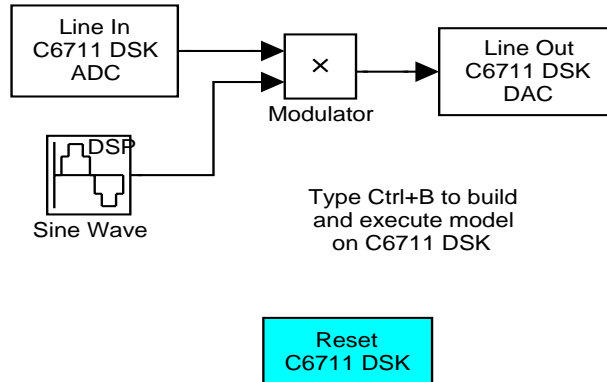 Line In
C6711 DSK
ADC
×
Modulator
Line Out
C6711 DSK
DAC
DSP
Sine Wave
Type Ctrl+B to build
and execute model
on C6711 DSK
Reset
C6711 DSK